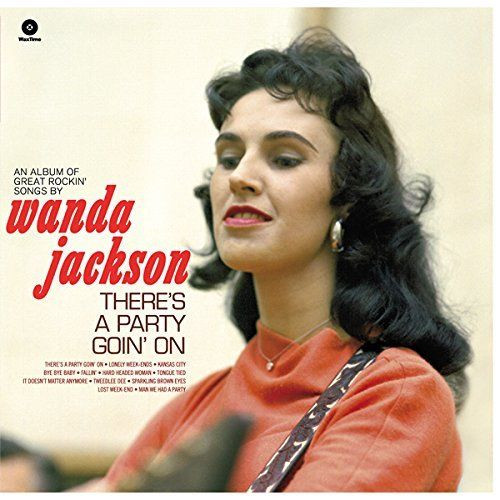 WaxTime
AN ALBUM OF
GREAT ROCKIN'
SONGS BY
wanda
jackson
THERE'S
A PARTY
GOIN' ON
THERE'S A PARTY GOIN' ON • LONELY WEEK-ENDS • KANSAS CITY
BYE BYE BABY • FALLIN' • HARD HEADED WOMAN • TONGUE TIED
IT DOESN'T MATTER ANYMORE • TWEEDLEE DEE • SPARKLING BROWN EYES
LOST WEEK-END • MAN WE HAD A PARTY